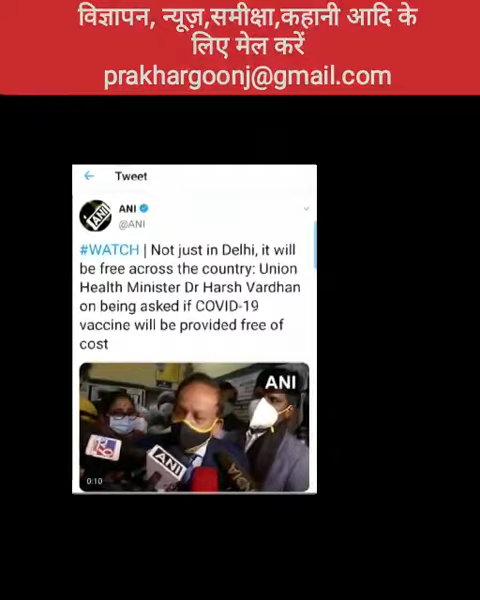 विज्ञापन, न्यूज़,समीक्षा,कहानी आदि के
लिए मेल करें
prakhargoonj@gmail.com
Tweet
ANI
@ANI
#WATCH | Not just in Delhi, it will
be free across the country: Union
Health Minister Dr Harsh Vardhan
on being asked if COVID-19
vaccine will be provided free of
cost
ANI
ANI
0:10